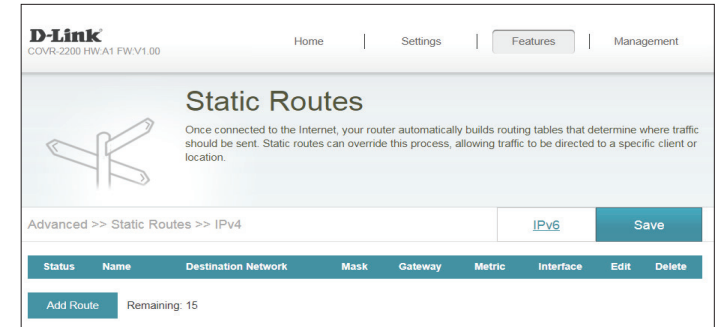 D-Link
COVR-2200 HW:A1 FW:V1.00
Home | Settings | Features | Management
Static Routes
Once connected to the Internet, your router automatically builds routing tables that determine where traffic
should be sent. Static routes can override this process, allowing traffic to be directed to a specific client or
location.
Advanced >> Static Routes >> IPv4
IPv6
Save
Status Name Destination Network Mask Gateway Metric Interface Edit Delete
Add Route Remaining: 15